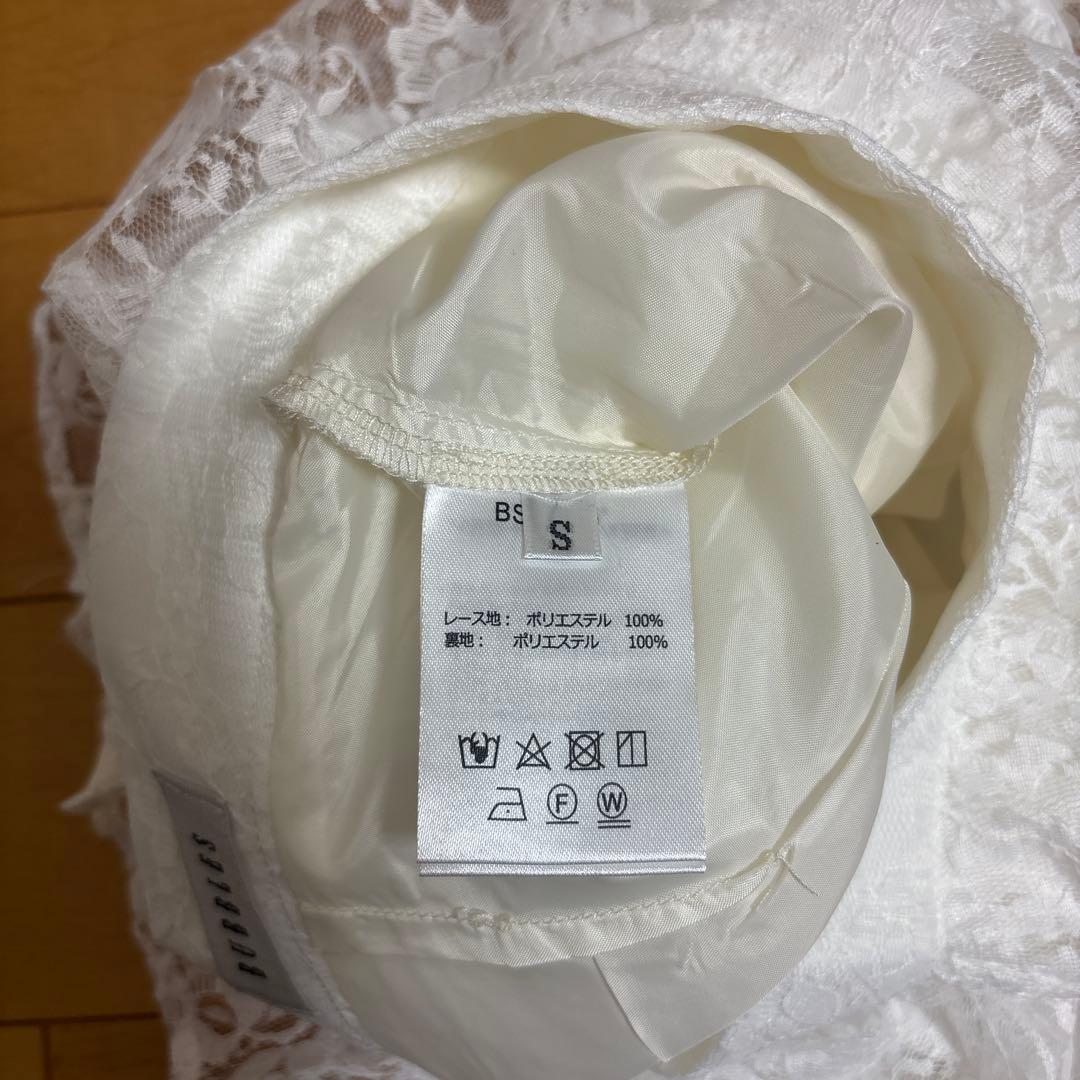 BS
S
レース地： ポリエステル 100%
裏地： ポリエステル 100%
F W
BUBBLES